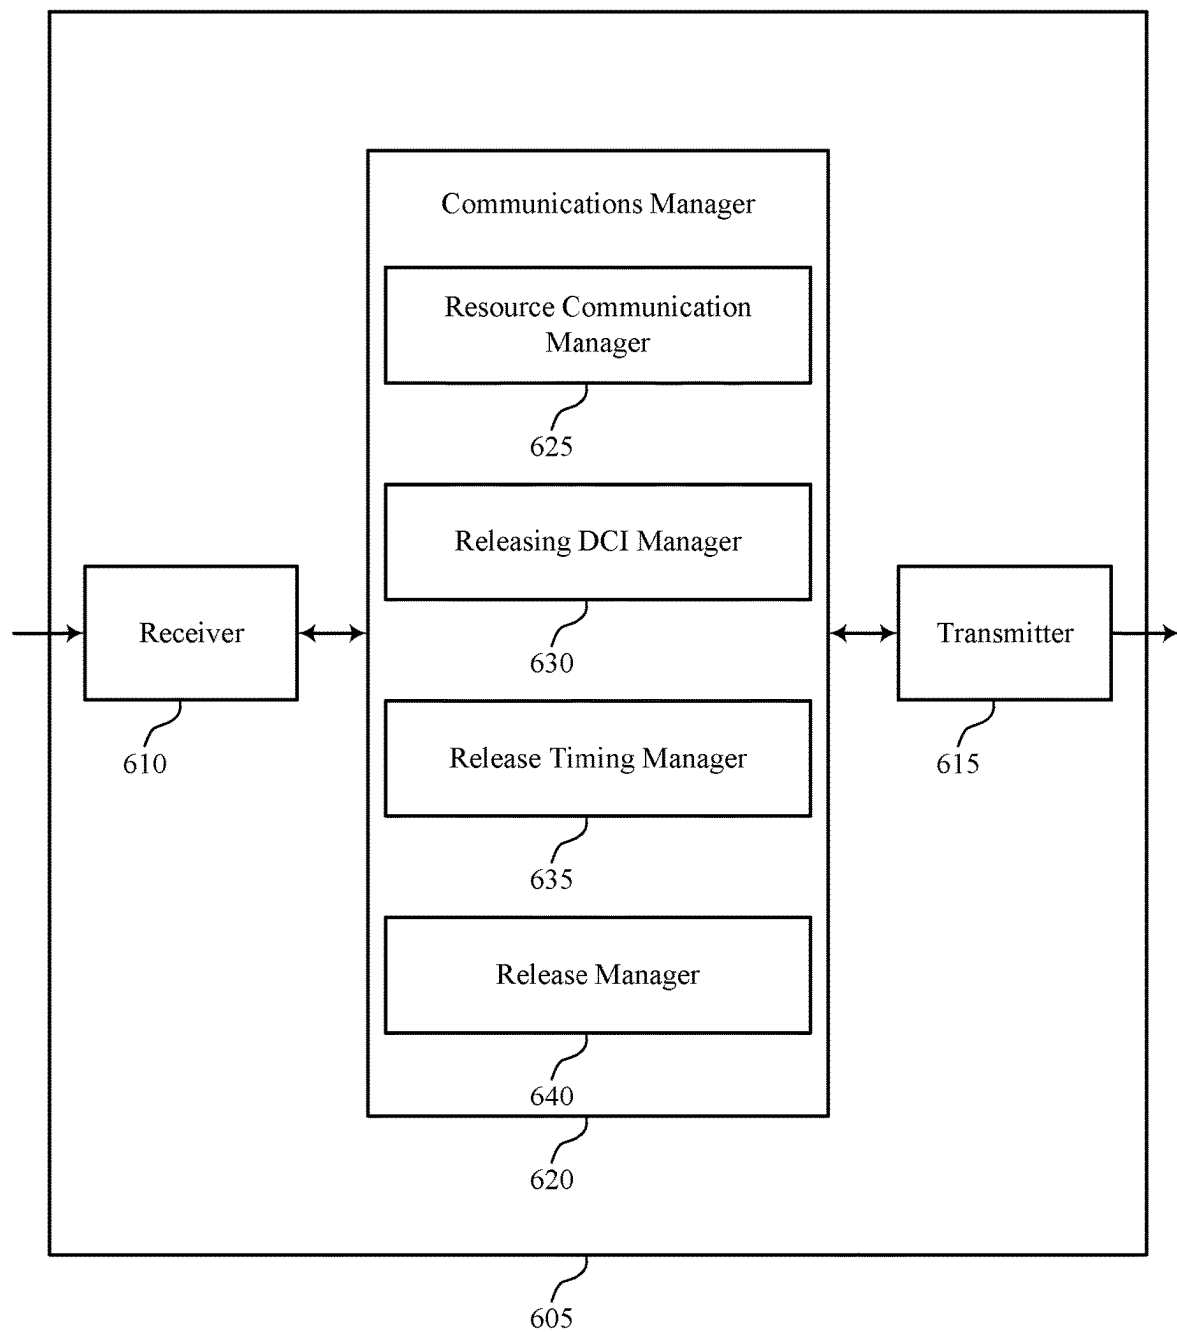 Communications Manager
Resource Communication
Manager
625
Releasing DCI Manager
630
Receiver
610
Transmitter
615
Release Timing Manager
635
Release Manager
640
620
605